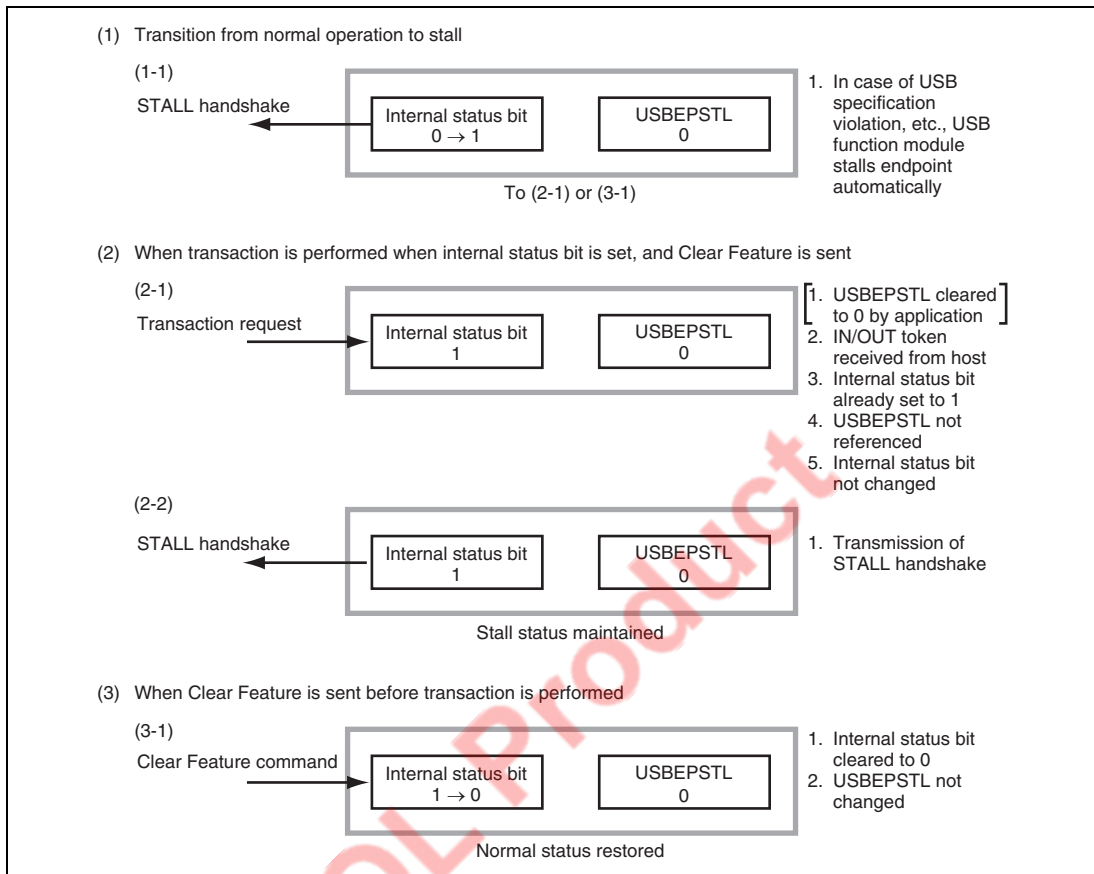 (1) Transition from normal operation to stall
(1-1)
STALL handshake
Internal status bit
0 → 1
USBEPSTL
0
To (2-1) or (3-1)
1. In case of USB
specification
violation, etc., USB
function module
stalls endpoint
automatically
(2) When transaction is performed when internal status bit is set, and Clear Feature is sent
(2-1)
Transaction request
Internal status bit
1
USBEPSTL
0
[1. USBEPSTL cleared
to 0 by application]
2. IN/OUT token
received from host
3. Internal status bit
already set to 1
4. USBEPSTL not
referenced
5. Internal status bit
not changed
(2-2)
STALL handshake
Internal status bit
1
USBEPSTL
0
1. Transmission of
STALL handshake
Stall status maintained
(3) When Clear Feature is sent before transaction is performed
(3-1)
Clear Feature command
Internal status bit
1 → 0
USBEPSTL
0
1. Internal status bit
cleared to 0
2. USBEPSTL not
changed
Normal status restored
OL Product